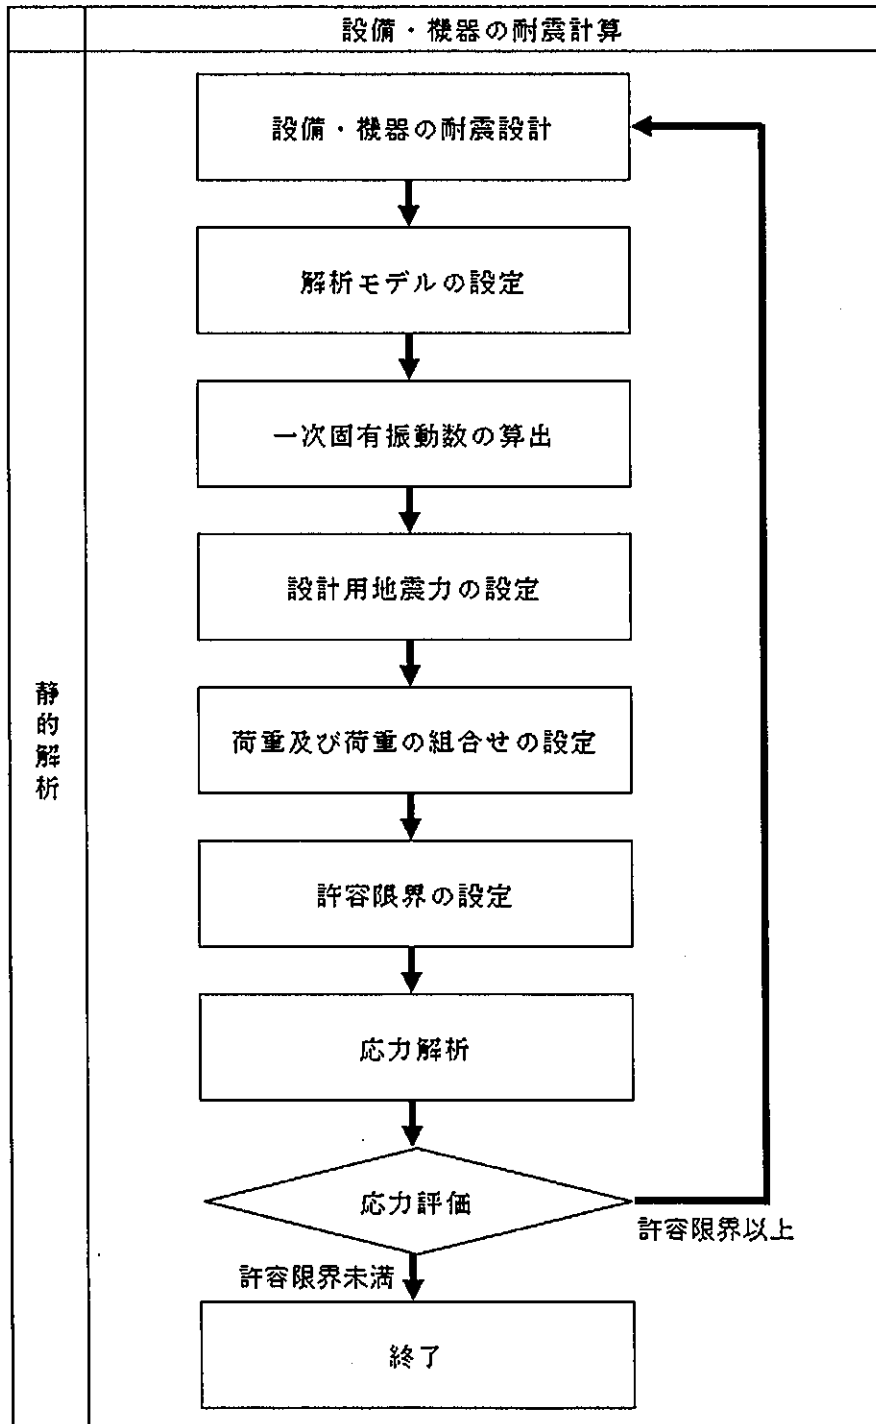 設備・機器の耐震計算
設備・機器の耐震設計
解析モデルの設定
一次固有振動数の算出
設計用地震力の設定
静的解析
荷重及び荷重の組合せの設定
許容限界の設定
応力解析
応力評価
許容限界以上
許容限界未満
終了